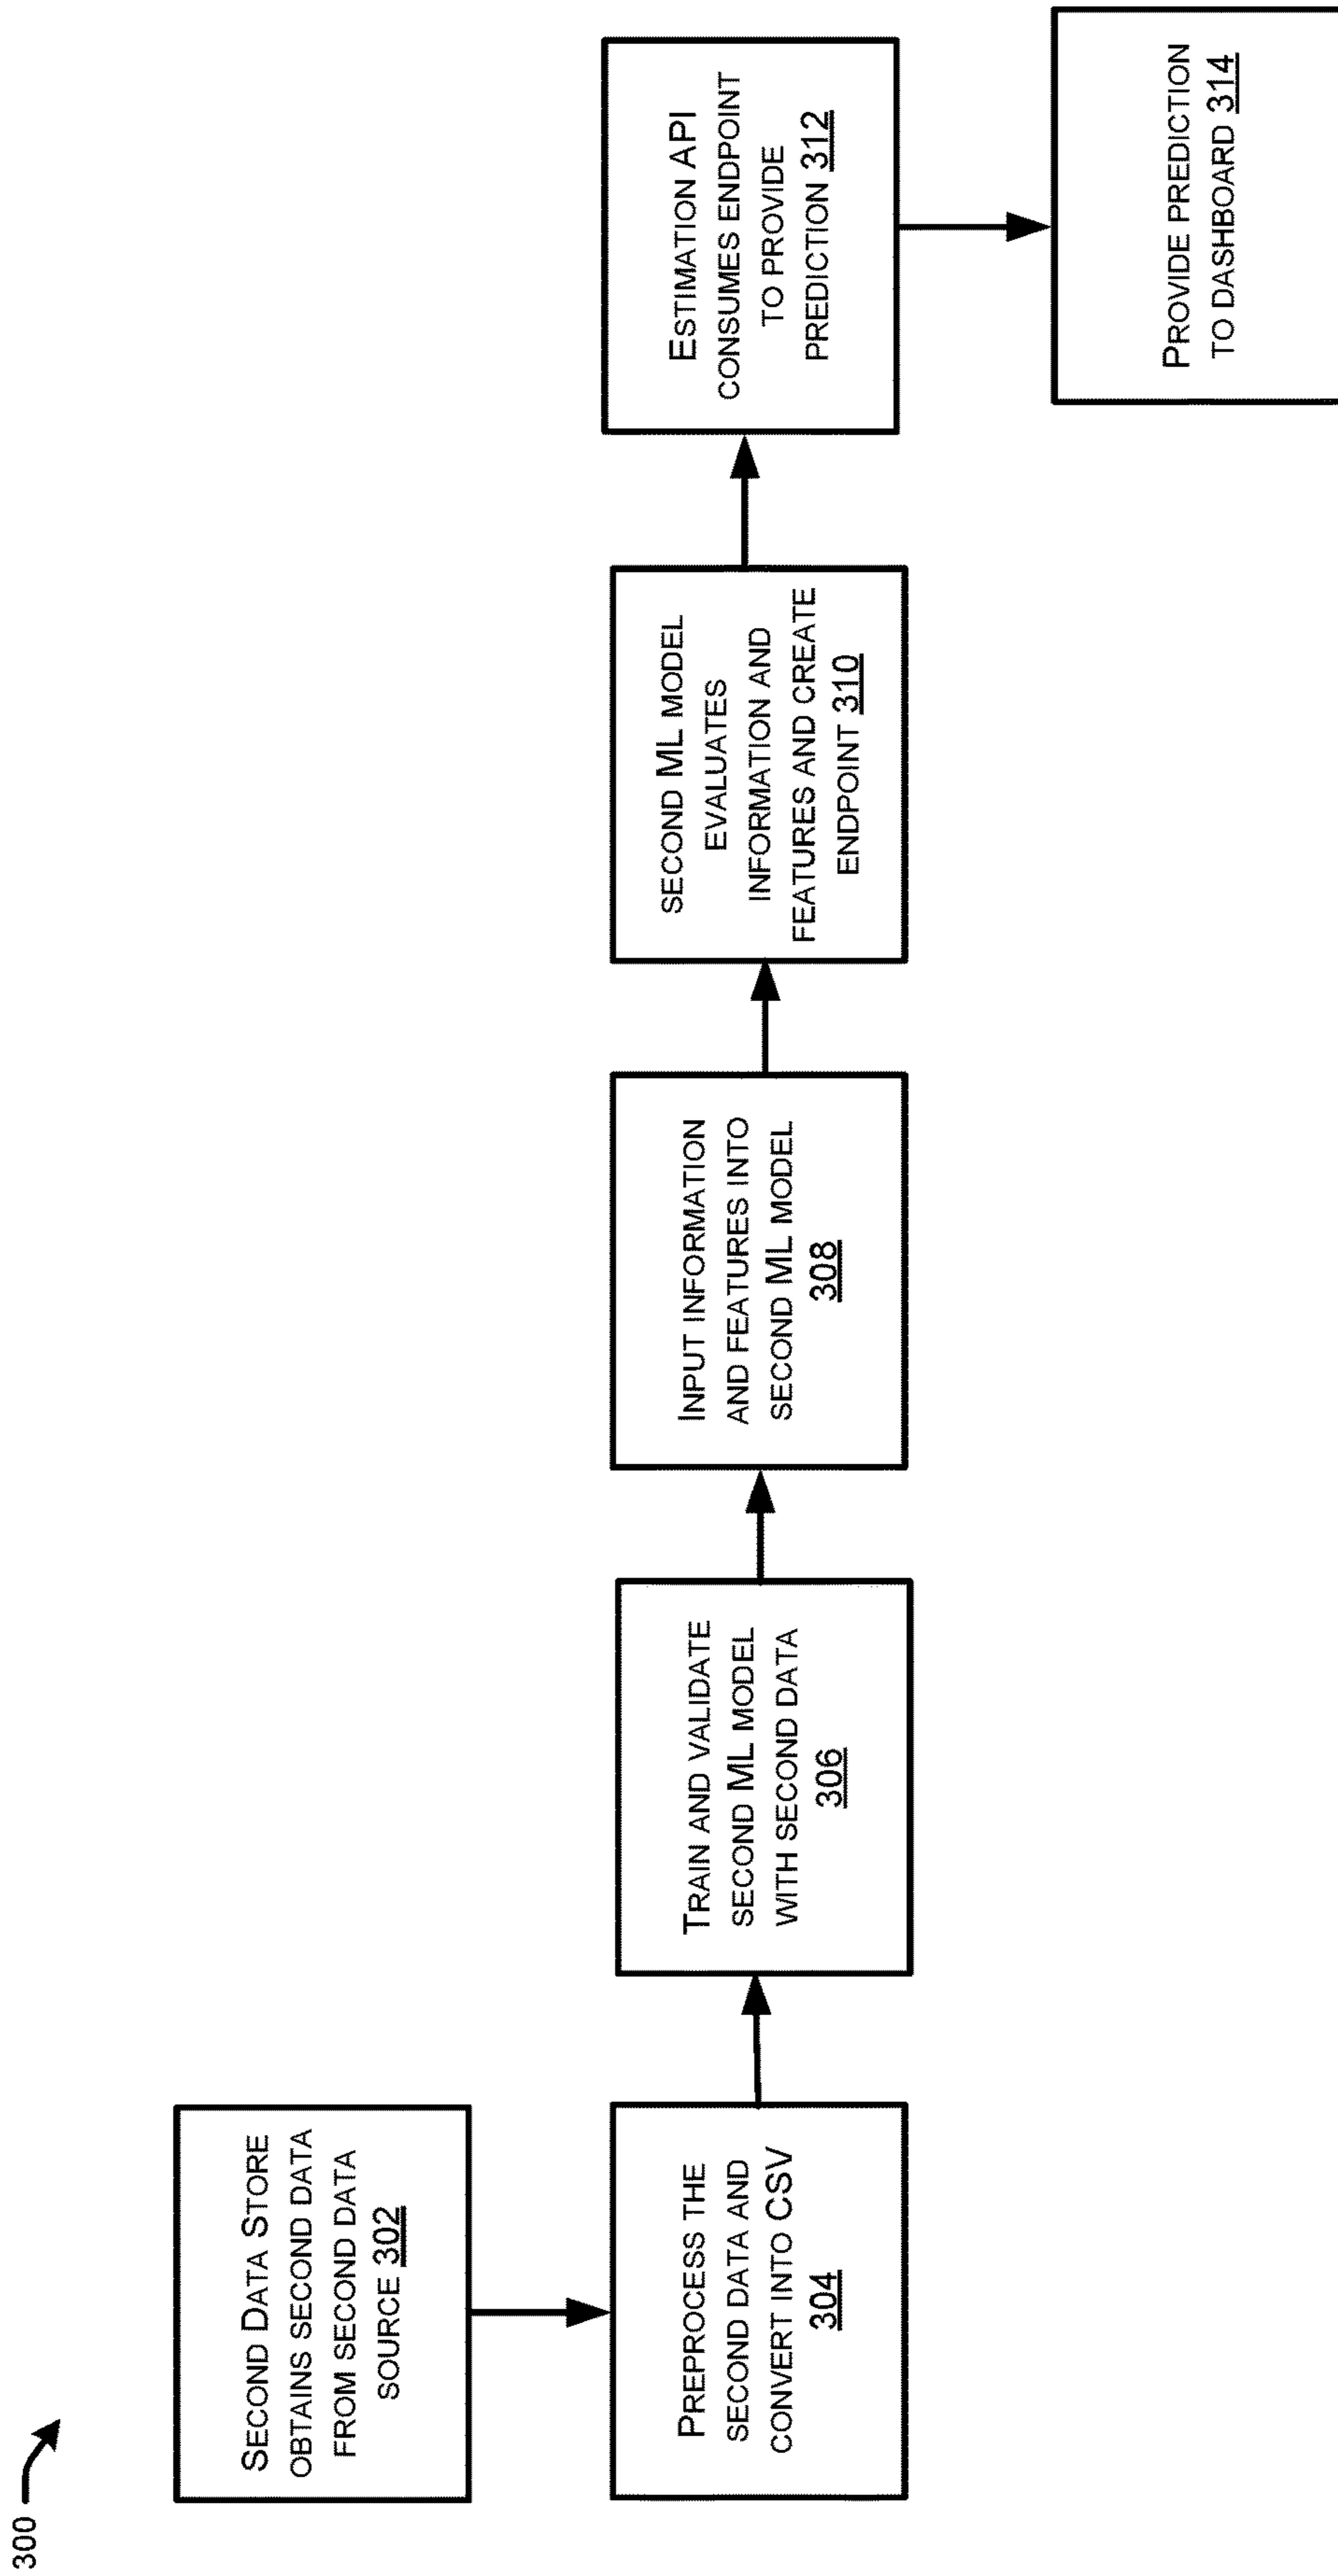 300
SECOND DATA STORE
OBTAINS SECOND DATA
FROM SECOND DATA
SOURCE 302
PREPROCESS THE
SECOND DATA AND
CONVERT INTO CSV
304
TRAIN AND VALIDATE
SECOND ML MODEL
WITH SECOND DATA
306
INPUT INFORMATION
AND FEATURES INTO
SECOND ML MODEL
308
SECOND ML MODEL
EVALUATES
INFORMATION AND
FEATURES AND CREATE
ENDPOINT 310
ESTIMATION API
CONSUMES ENDPOINT
TO PROVIDE
PREDICTION 312
PROVIDE PREDICTION
TO DASHBOARD 314